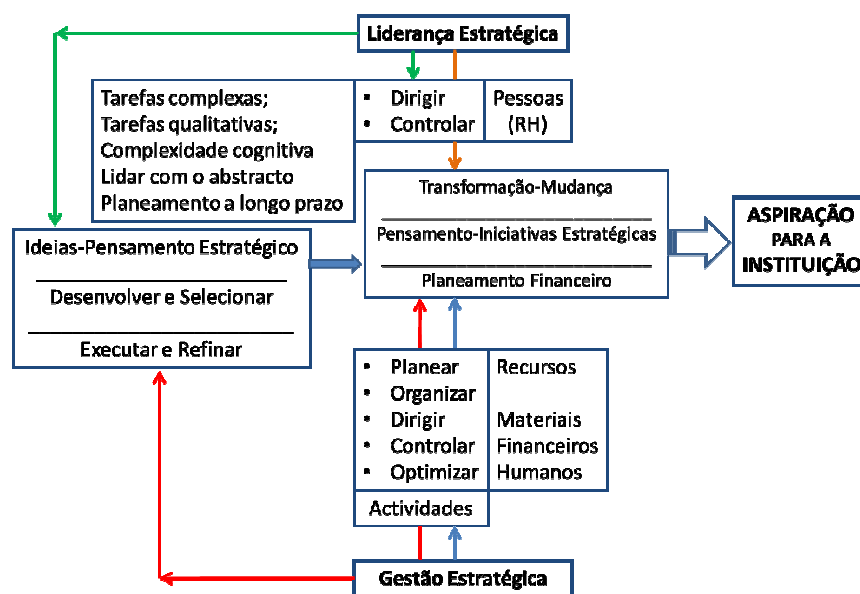 Liderança Estratégica
Tarefas complexas;
Tarefas qualitativas;
Complexidade cognitiva
Lidar com o abstracto
Planeamento a longo prazo
• Dirigir
• Controlar
Pessoas
(RH)
Transformação-Mudança
Pensamento-Iniciativas Estratégicas
Planeamento Financeiro
ASPIRAÇÃO
PARA A
INSTITUIÇÃO
Ideias-Pensamento Estratégico
Desenvolver e Selecionar
Executar e Refinar
• Planear
• Organizar
• Dirigir
• Controlar
• Optimizar
Recursos
Materiais
Financeiros
Humanos
Actividades
Gestão Estratégica